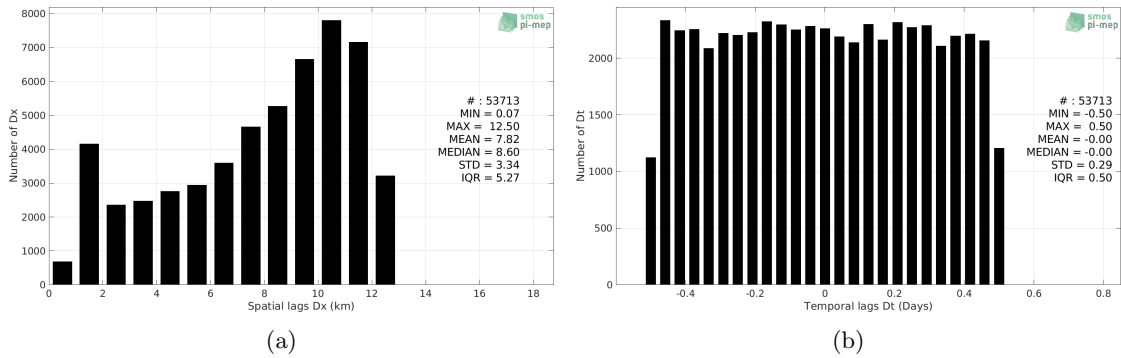 8000
7000
6000
5000
4000
3000
2000
1000
0
Number of Dx
0 2 4 6 8 10 12 14 16 18
Spatial lags Dx (km)
smos
pi-mep
# : 53713
MIN = 0.07
MAX = 12.50
MEAN = 7.82
MEDIAN = 8.60
STD = 3.34
IQR = 5.27
(a)
2000
1500
1000
500
0
Number of Dt
-0.4 -0.2 0 0.2 0.4 0.6 0.8
Temporal lags Dt (Days)
smos
pi-mep
# : 53713
MIN = -0.50
MAX = 0.50
MEAN = -0.00
MEDIAN = -0.00
STD = 0.29
IQR = 0.50
(b)